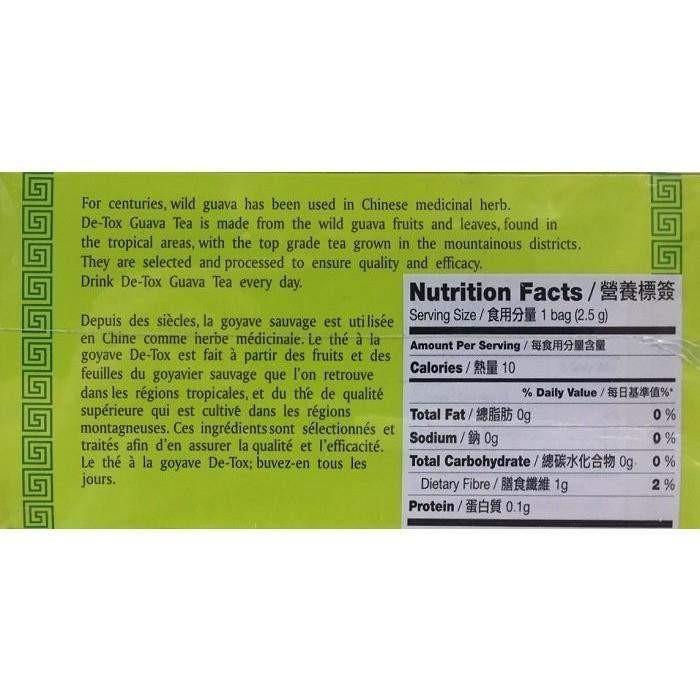 For centuries, wild guava has been used in Chinese medicinal herb.
De-Tox Guava Tea is made from the wild guava fruits and leaves, found in
the tropical areas, with the top grade tea grown in the mountainous districts.
They are selected and processed to ensure quality and efficacy.
Drink De-Tox Guava Tea every day.
Depuis des siècles, la goyave sauvage est utilisée
en Chine comme herbe médicinale. Le thé à la
goyave De-Tox est fait à partir des fruits et des
feuilles du goyavier sauvage que l'on retrouve
dans les régions tropicales, et du thé de qualité
supérieure qui est cultivé dans les régions
montagneuses. Ces ingrédients sont sélectionnés et
traités afin d'en assurer la qualité et l'efficacité.
Le thé à la goyave De-Tox; buvez-en tous les
jours.
Nutrition Facts / 營養標簽
Serving Size / 食用分量 1 bag (2.5 g)
Amount Per Serving / 每食用分量含量
Calories / 熱量 10
% Daily Value / 每日基準值%*
Total Fat / 總脂肪 0g 0 %
Sodium / 鈉 0g 0 %
Total Carbohydrate / 總碳水化合物 0g 0 %
Dietary Fibre / 膳食纖維 1g 2 %
Protein / 蛋白質 0.1g